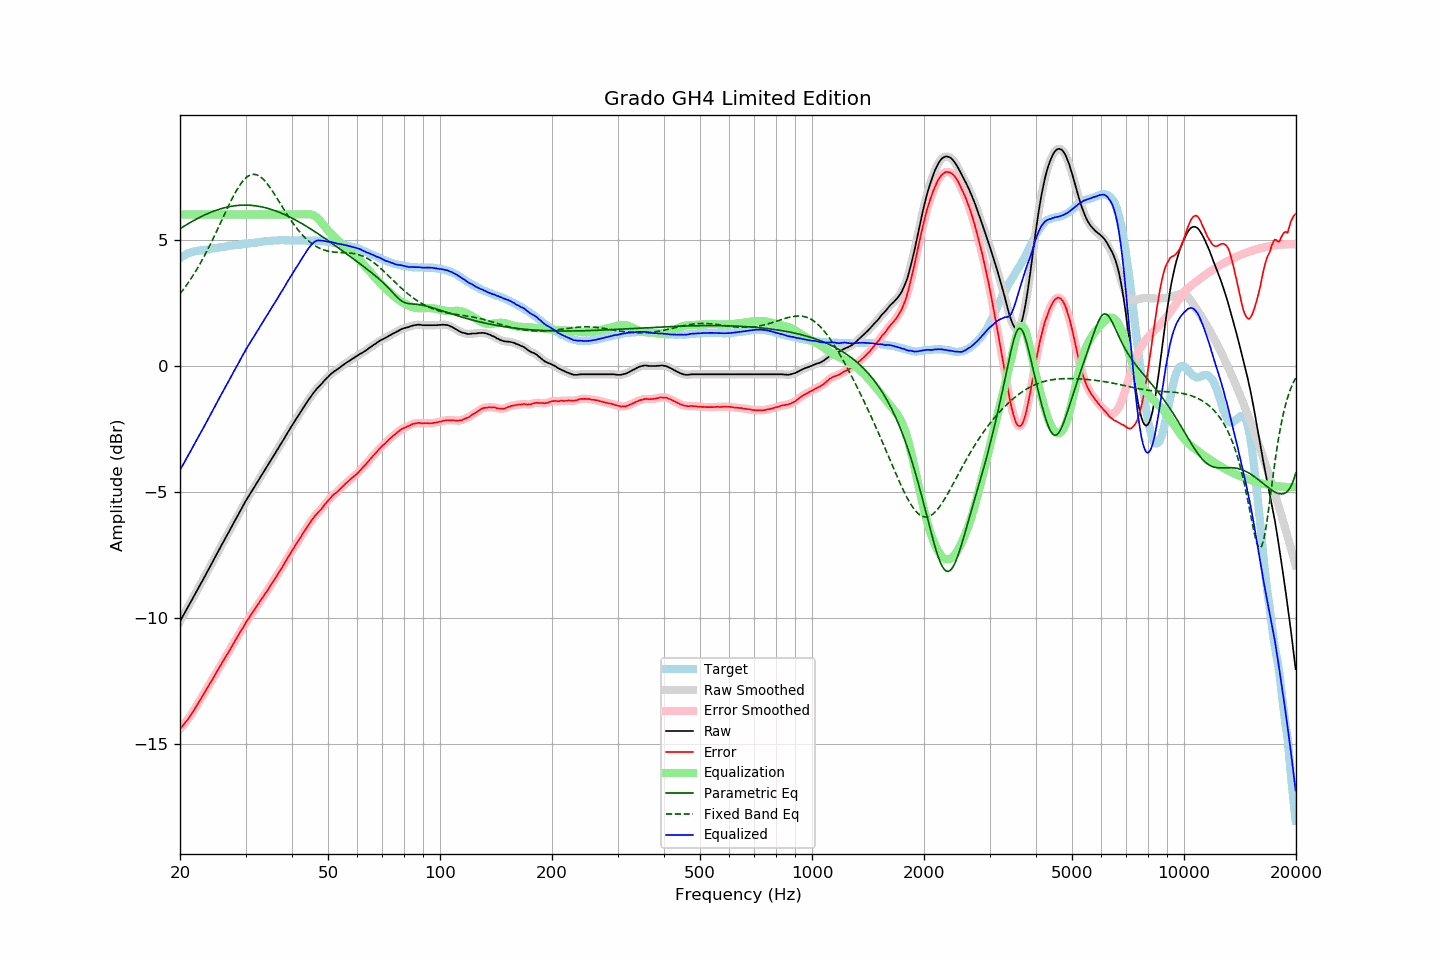 Grado GH4 Limited Edition
Amplitude (dBr)
5
0
−5
−10
−15
Target
Raw Smoothed
Error Smoothed
Raw
Error
Equalization
Parametric Eq
Fixed Band Eq
Equalized
20 50 100 200 500 1000 2000 5000 10000 20000
Frequency (Hz)